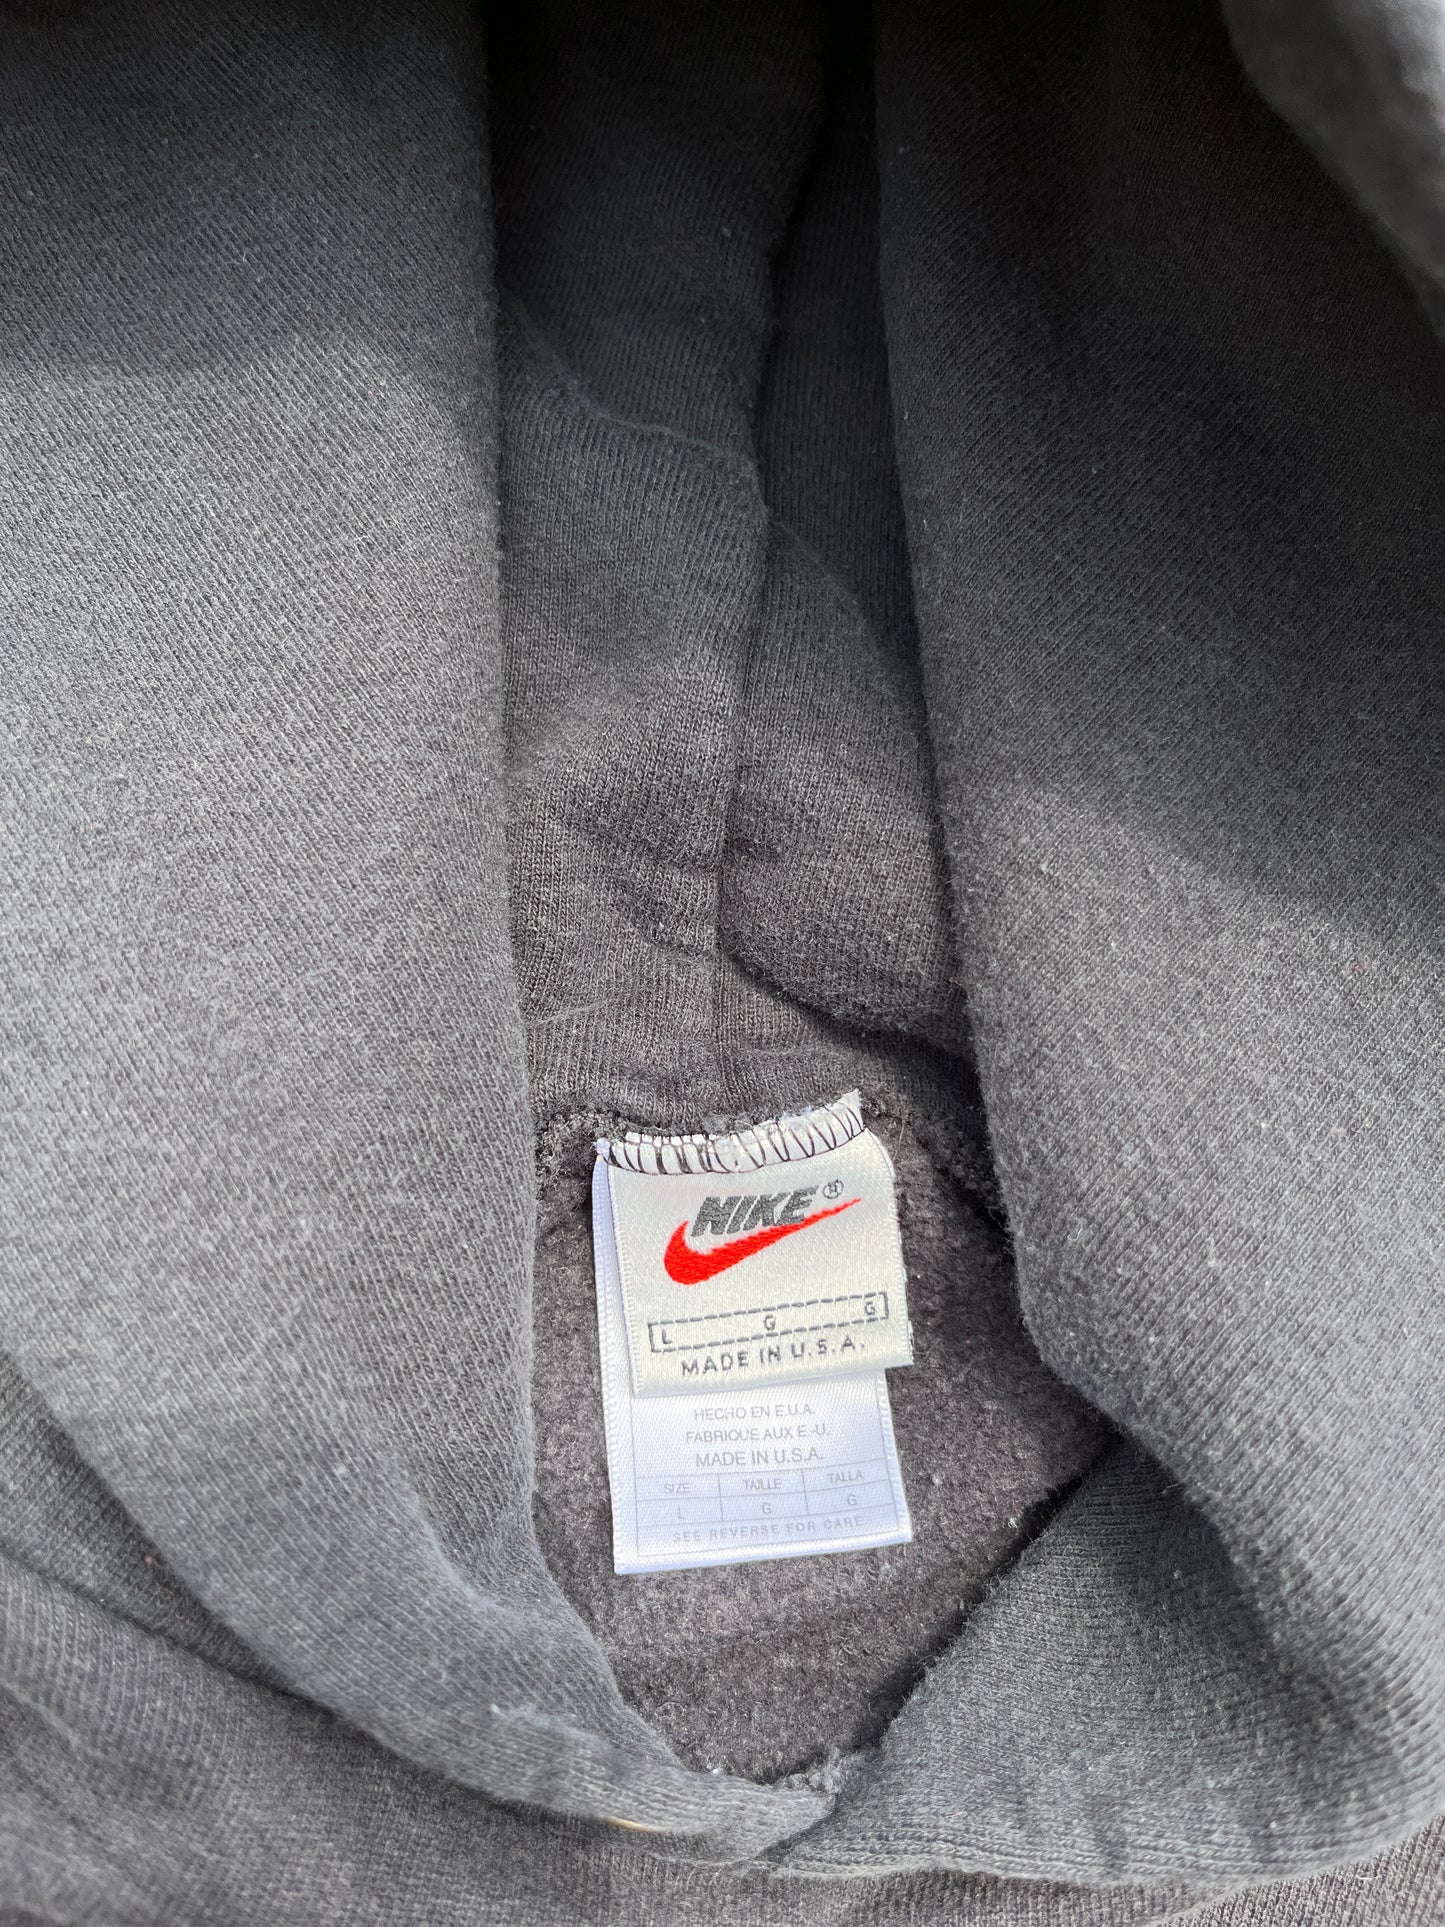 NIKE®
L G G
MADE IN U.S.A.
HECHO EN E.U.A.
FABRIQUE AUX E.-U.
MADE IN U.S.A.
SIZE TAILLE TALLA
L G G
SEE REVERSE FOR CARE